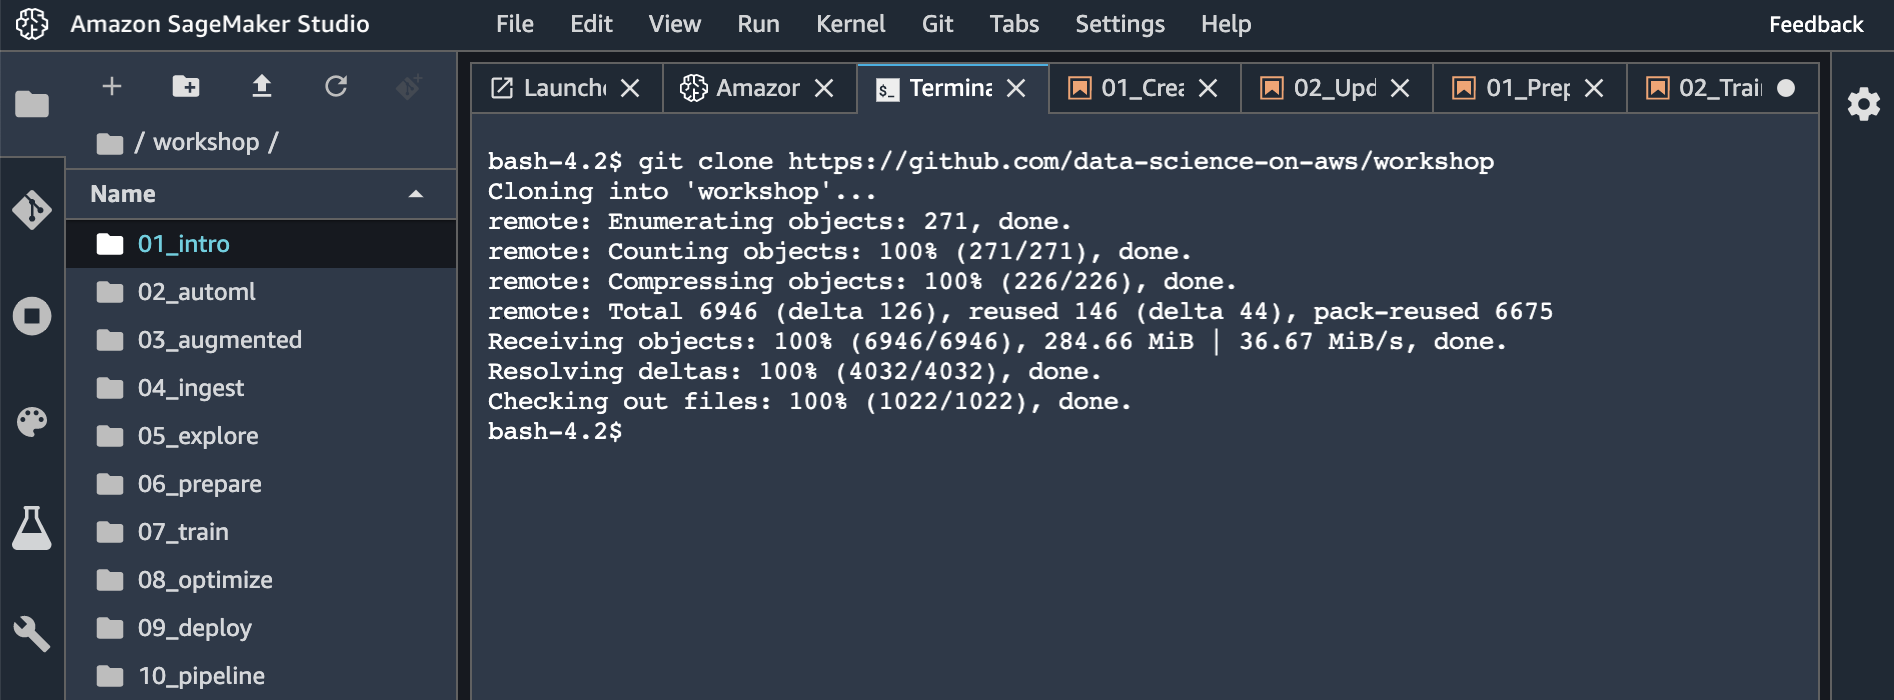 Amazon SageMaker Studio File Edit View Run Kernel Git Tabs Settings Help Feedback
Launche Amazon Termina 01_Crea 02_Upd 01_Prep 02_Trai
/ workshop /
Name
01_intro
02_automl
03_augmented
04_ingest
05_explore
06_prepare
07_train
08_optimize
09_deploy
10_pipeline
bash-4.2$ git clone https://github.com/data-science-on-aws/workshop
Cloning into 'workshop'...
remote: Enumerating objects: 271, done.
remote: Counting objects: 100% (271/271), done.
remote: Compressing objects: 100% (226/226), done.
remote: Total 6946 (delta 126), reused 146 (delta 44), pack-reused 6675
Receiving objects: 100% (6946/6946), 284.66 MiB | 36.67 MiB/s, done.
Resolving deltas: 100% (4032/4032), done.
Checking out files: 100% (1022/1022), done.
bash-4.2$